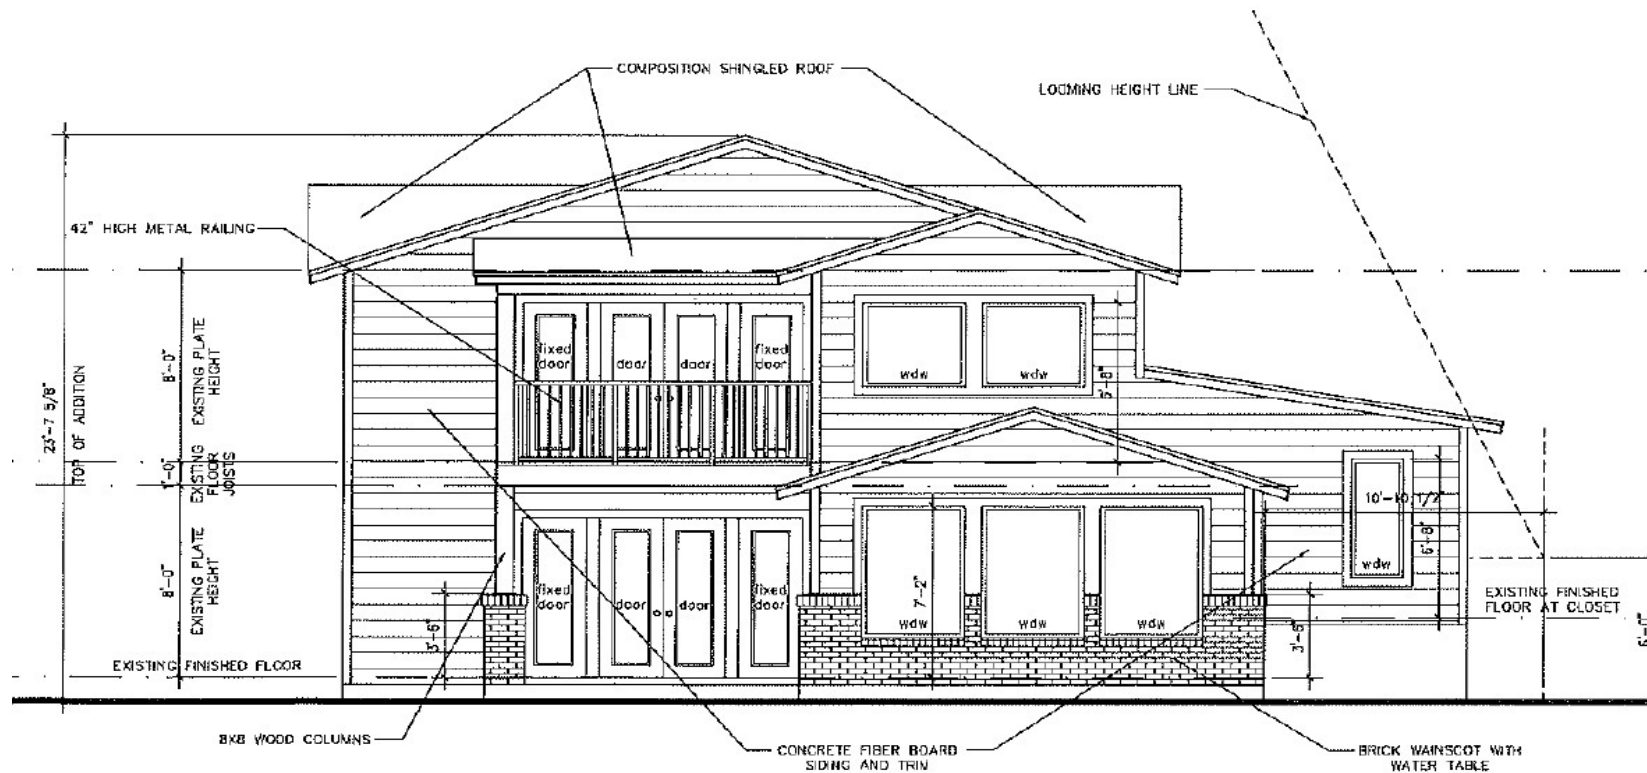 COMPOSITION SHINGLED ROOF
LOOMING HEIGHT LINE
42" HIGH METAL RAILING
23'-7 5/8"
TOP OF ADDITION
8'-0"
EXISTING PLATE
HEIGHT
1'-0"
EXISTING
FLOOR
JOISTS
8'-0"
EXISTING PLATE
HEIGHT
EXISTING FINISHED FLOOR
fixed
door
door
door
fixed
door
wdw
wdw
fixed
door
door
door
fixed
door
3'-6"
7'-2"
wdw
wdw
wdw
10'-10 1/2"
6'-8"
wdw
3'-6"
EXISTING FINISHED
FLOOR AT CLOSET
6'-0"
8X8 WOOD COLUMNS
CONCRETE FIBER BOARD
SIDING AND TRIM
BRICK WAINSCOT WITH
WATER TABLE